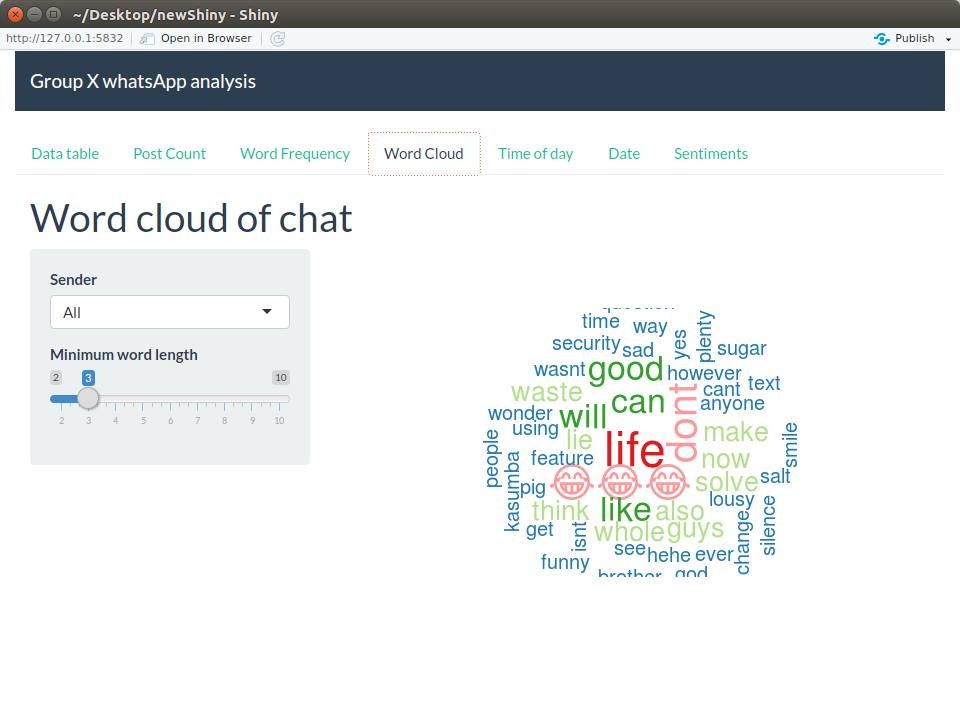 ~/Desktop/newShiny - Shiny
http://127.0.0.1:5832 Open in Browser Publish
Group X whatsApp analysis
Data table Post Count Word Frequency Word Cloud Time of day Date Sentiments
Word cloud of chat
Sender
All
Minimum word length
2 3 10
2 3 4 5 6 7 8 9 10
question
time way yes plenty
security sad sugar
wasnt good however
waste cant text
will can dont anyone
wonder
using lie life make
people feature now smile
kasumba pig 😂😂😂 solve salt
lousy
think like also
get isnt whole guys change silence
see hehe ever
funny
brother god